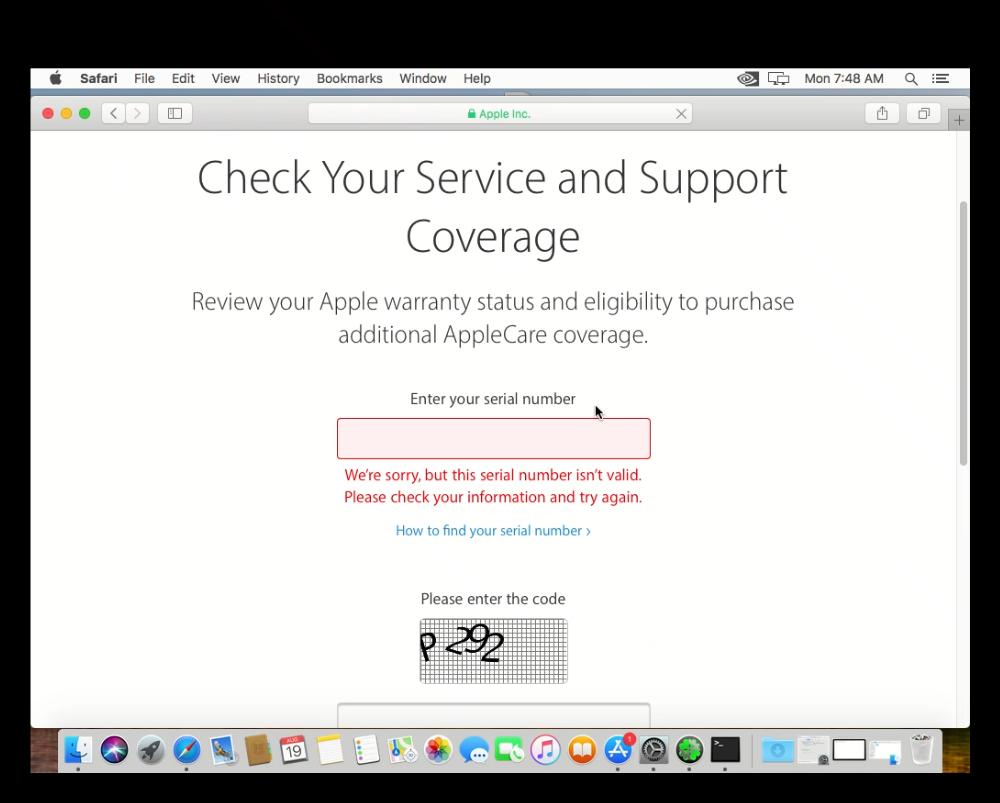 Safari File Edit View History Bookmarks Window Help Mon 7:48 AM
Apple Inc.
Check Your Service and Support
Coverage
Review your Apple warranty status and eligibility to purchase
additional AppleCare coverage.
Enter your serial number
We're sorry, but this serial number isn't valid.
Please check your information and try again.
How to find your serial number ›
Please enter the code
P 292
AUG
19
1